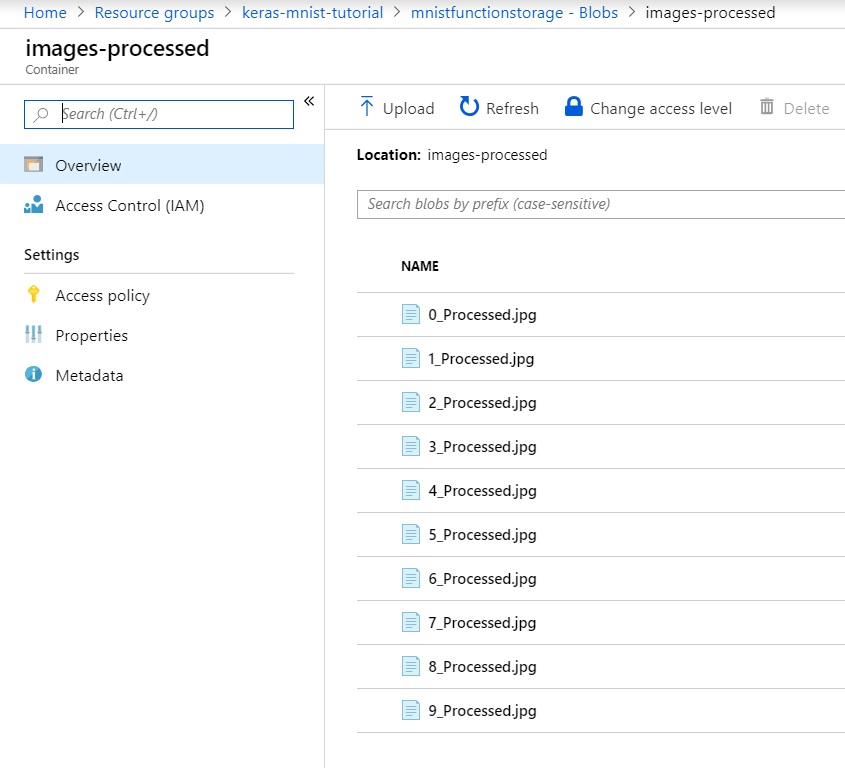 Home > Resource groups > keras-mnist-tutorial > mnistfunctionstorage - Blobs > images-processed
images-processed
Container
Search (Ctrl+/)
«
Overview
Access Control (IAM)
Settings
Access policy
Properties
Metadata
Upload Refresh Change access level Delete
Location: images-processed
Search blobs by prefix (case-sensitive)
NAME
0_Processed.jpg
1_Processed.jpg
2_Processed.jpg
3_Processed.jpg
4_Processed.jpg
5_Processed.jpg
6_Processed.jpg
7_Processed.jpg
8_Processed.jpg
9_Processed.jpg